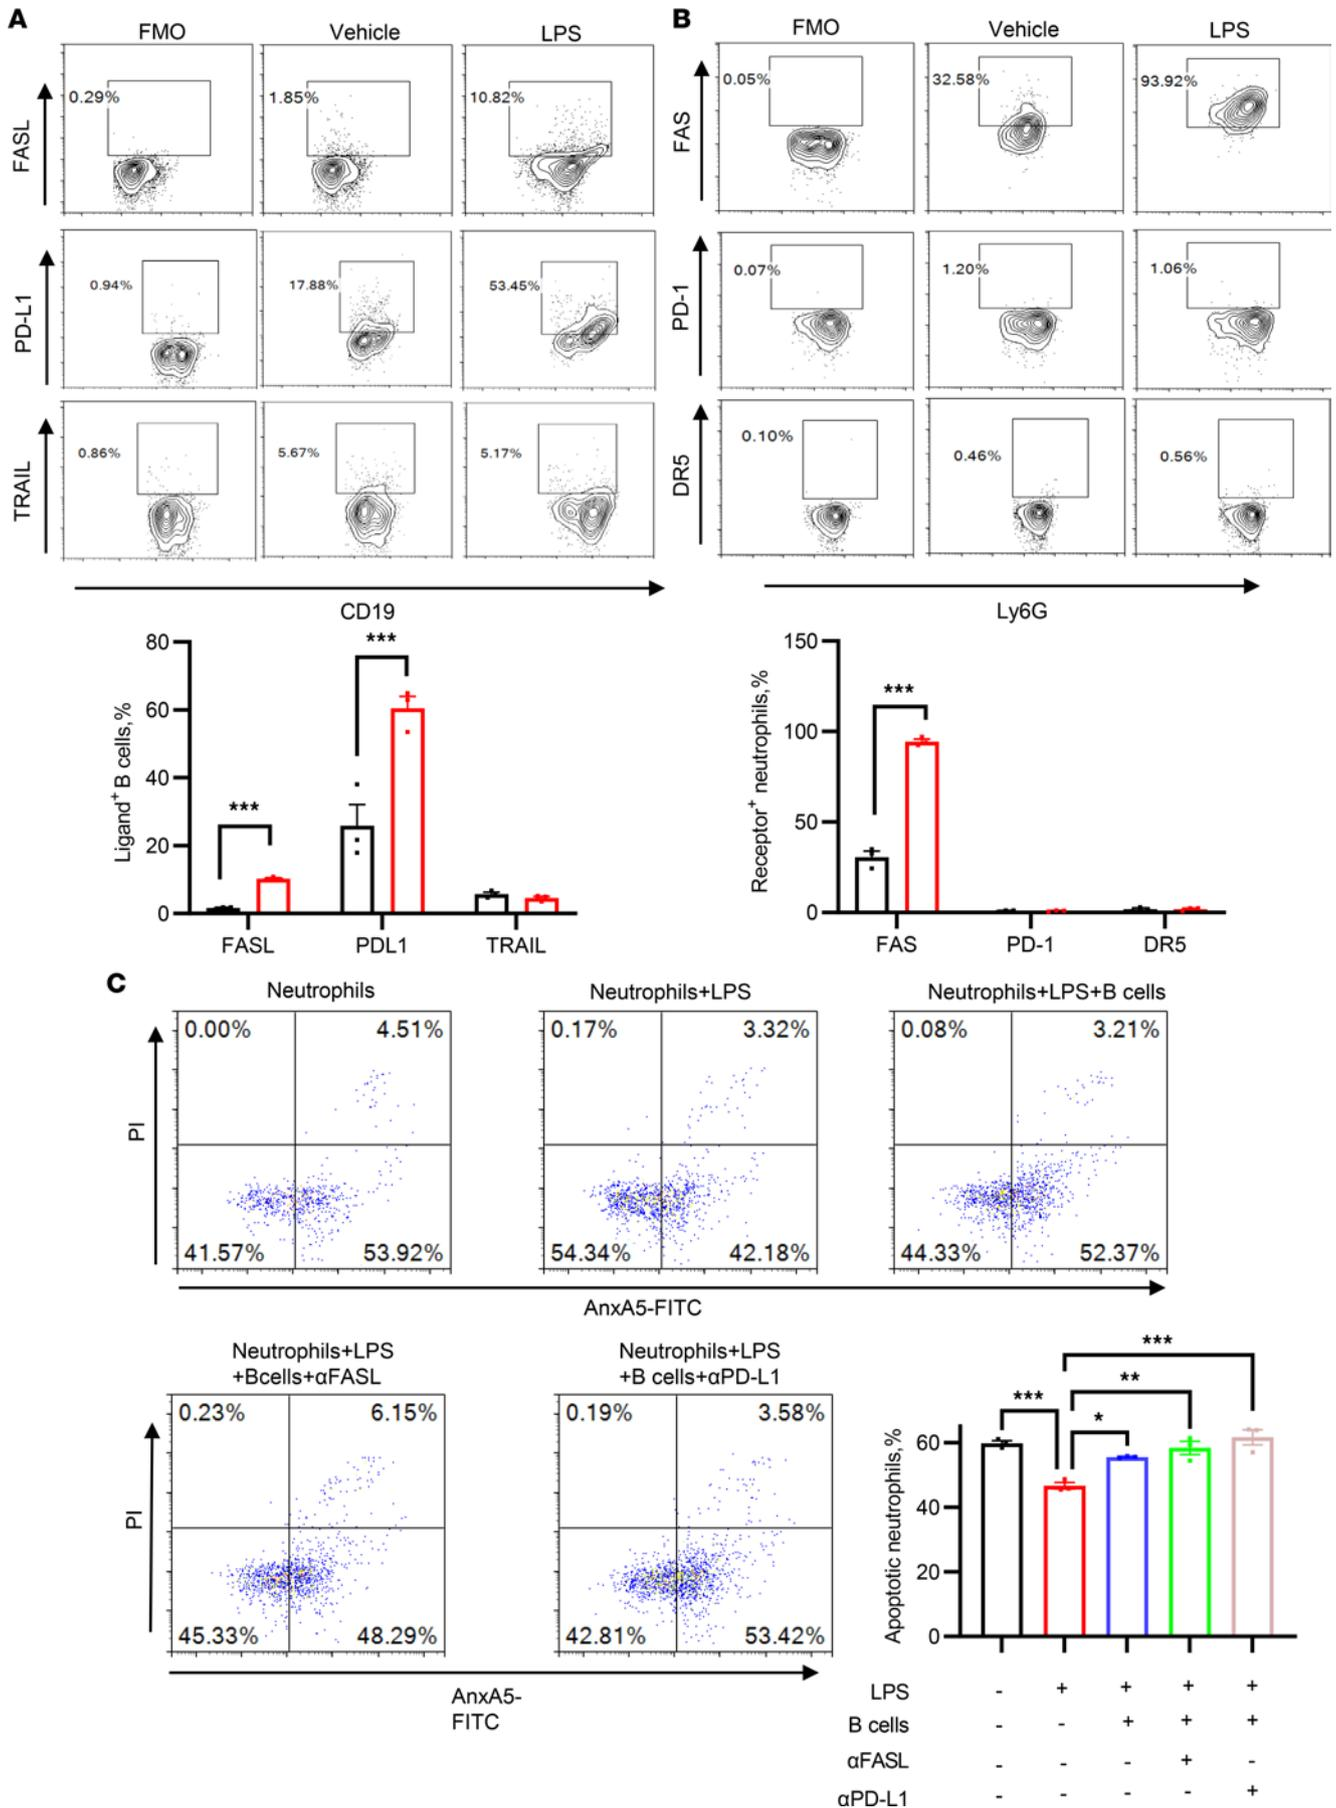 A
FMO
Vehicle
LPS
FASL
0.29%
1.85%
10.82%
PD-L1
0.94%
17.88%
53.45%
TRAIL
0.86%
5.67%
5.17%
CD19
B
FMO
Vehicle
LPS
FAS
0.05%
32.58%
93.92%
PD-1
0.07%
1.20%
1.06%
DR5
0.10%
0.46%
0.56%
Ly6G
Ligand+ B cells,%
80
60
40
20
0
***
***
FASL
PDL1
TRAIL
Receptor+ neutrophils,%
150
100
50
0
***
FAS
PD-1
DR5
C
Neutrophils
Neutrophils+LPS
Neutrophils+LPS+B cells
PI
0.00%
4.51%
41.57%
53.92%
0.17%
3.32%
54.34%
42.18%
0.08%
3.21%
44.33%
52.37%
AnxA5-FITC
Neutrophils+LPS
+Bcells+αFASL
Neutrophils+LPS
+B cells+αPD-L1
PI
0.23%
6.15%
45.33%
48.29%
0.19%
3.58%
42.81%
53.42%
AnxA5-
FITC
Apoptotic neutrophils,%
60
40
20
0
***
*
**
***
LPS - + + + +
B cells - - + + +
αFASL - - - + -
αPD-L1 - - - - +